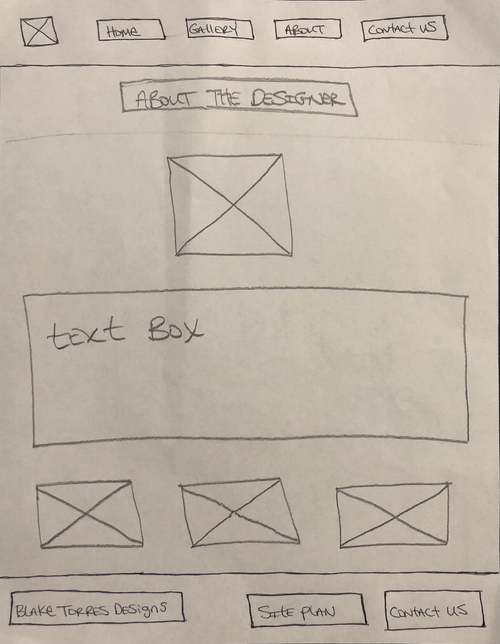 HOME
GALLERY
ABOUT
CONTACT US
ABOUT THE DESIGNER
text Box
BLAKE TORRES DESIGNS
SITE PLAN
CONTACT US